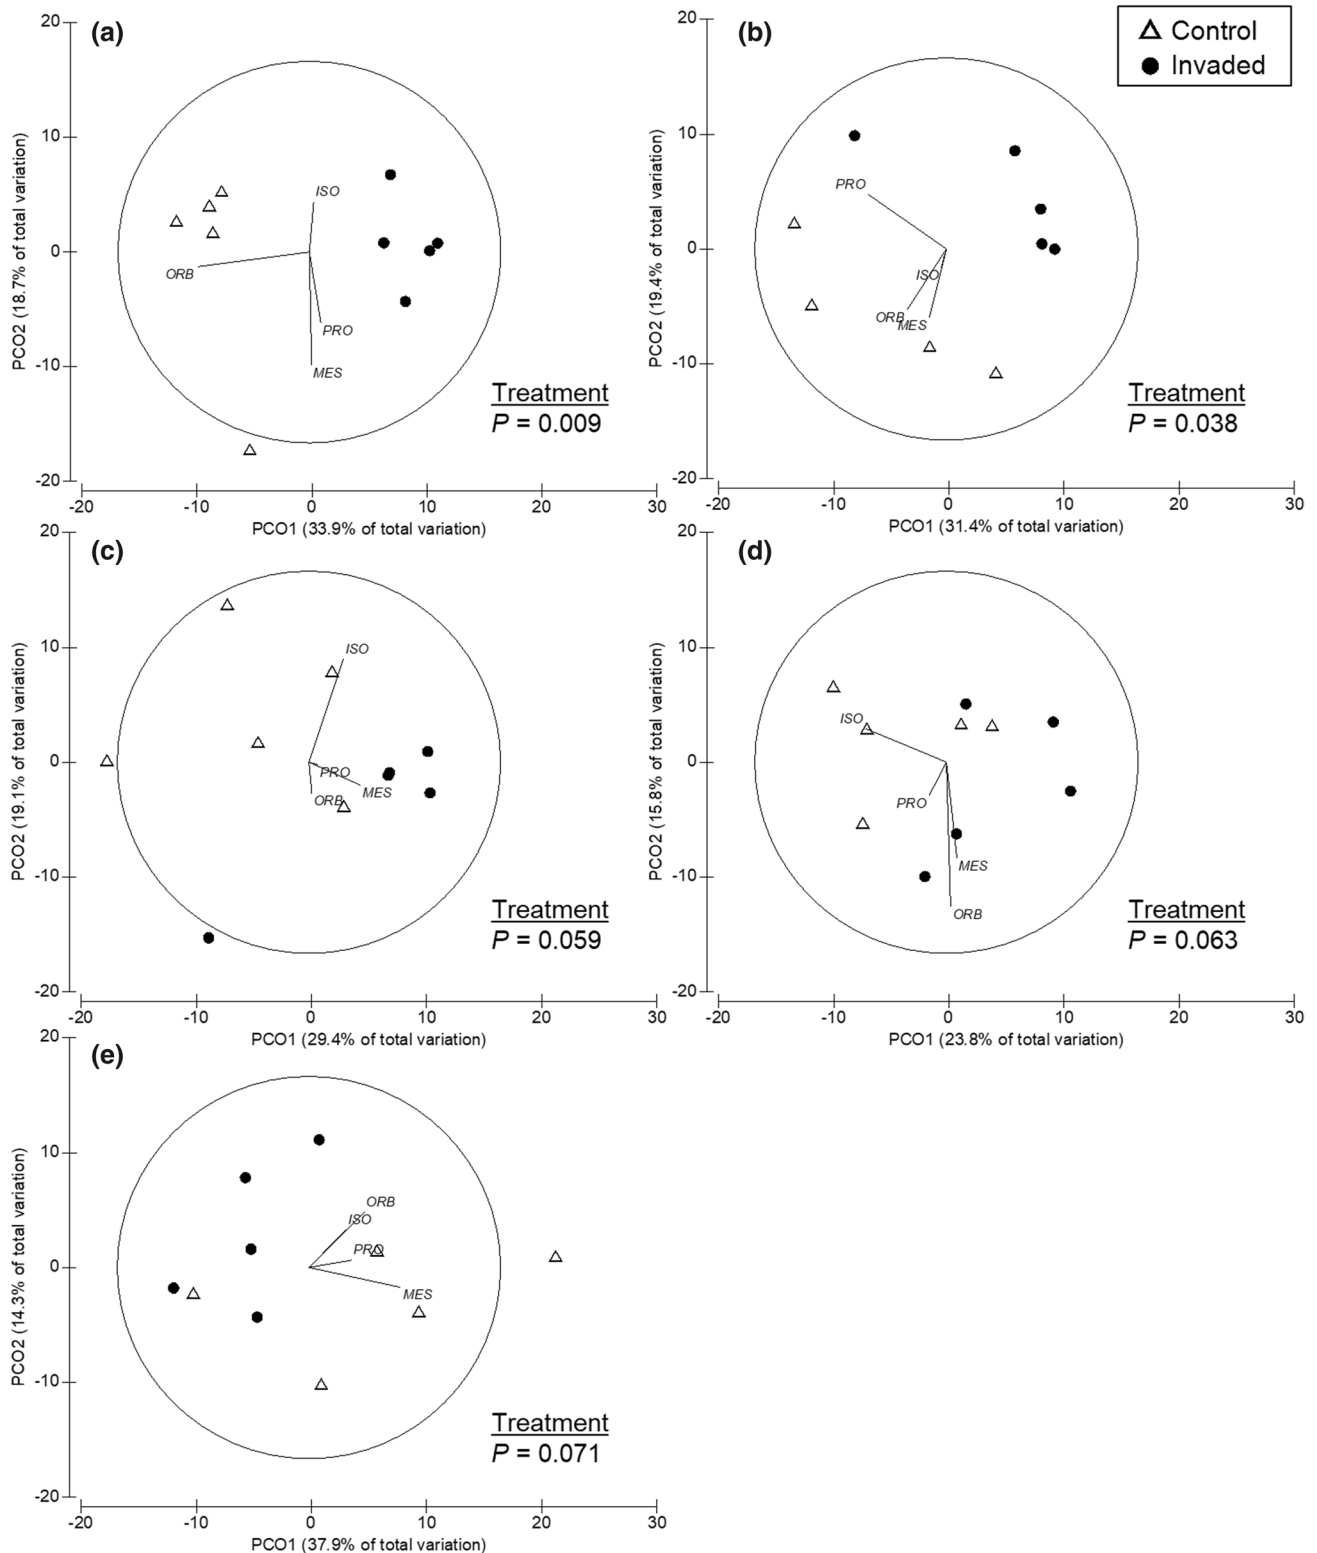 (a)
20
10
0
-10
-20
PCO2 (18.7% of total variation)
ISO
ORB
PRO
MES
Treatment
P = 0.009
-20 -10 0 10 20 30
PCO1 (33.9% of total variation)
(b)
Control
Invaded
20
10
0
-10
-20
PCO2 (19.4% of total variation)
PRO
ISO
ORB
MES
Treatment
P = 0.038
-20 -10 0 10 20 30
PCO1 (31.4% of total variation)
(c)
20
10
0
-10
-20
PCO2 (19.1% of total variation)
ISO
PRO
MES
ORB
Treatment
P = 0.059
-20 -10 0 10 20 30
PCO1 (29.4% of total variation)
(d)
20
10
0
-10
-20
PCO2 (15.8% of total variation)
ISO
PRO
MES
ORB
Treatment
P = 0.063
-20 -10 0 10 20 30
PCO1 (23.8% of total variation)
(e)
20
10
0
-10
-20
PCO2 (14.3% of total variation)
ORB
ISO
PRO
MES
Treatment
P = 0.071
-20 -10 0 10 20 30
PCO1 (37.9% of total variation)